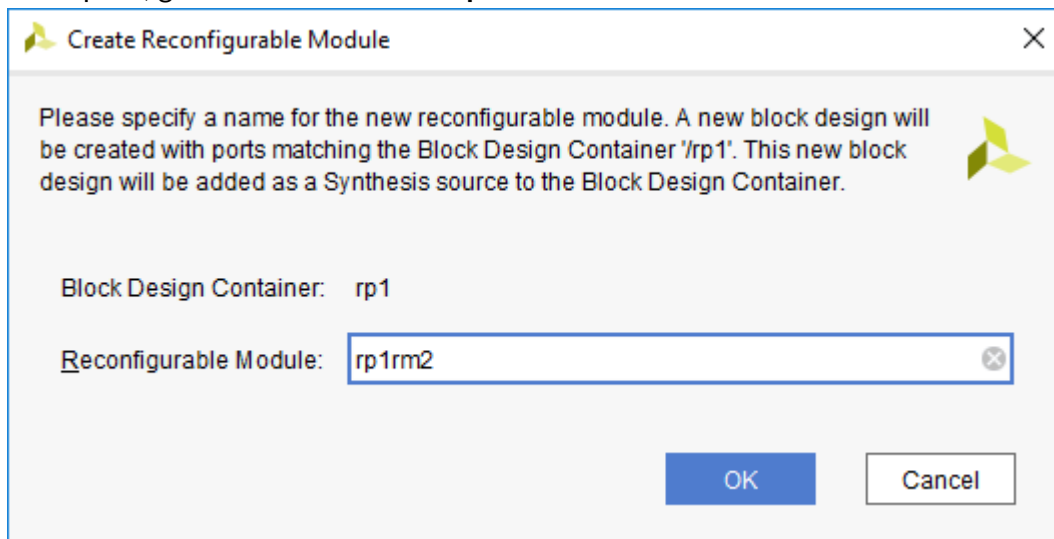 Create Reconfigurable Module
Please specify a name for the new reconfigurable module. A new block design will
be created with ports matching the Block Design Container '/rp1'. This new block
design will be added as a Synthesis source to the Block Design Container.
Block Design Container: rp1
Reconfigurable Module: rp1rm2
OK Cancel